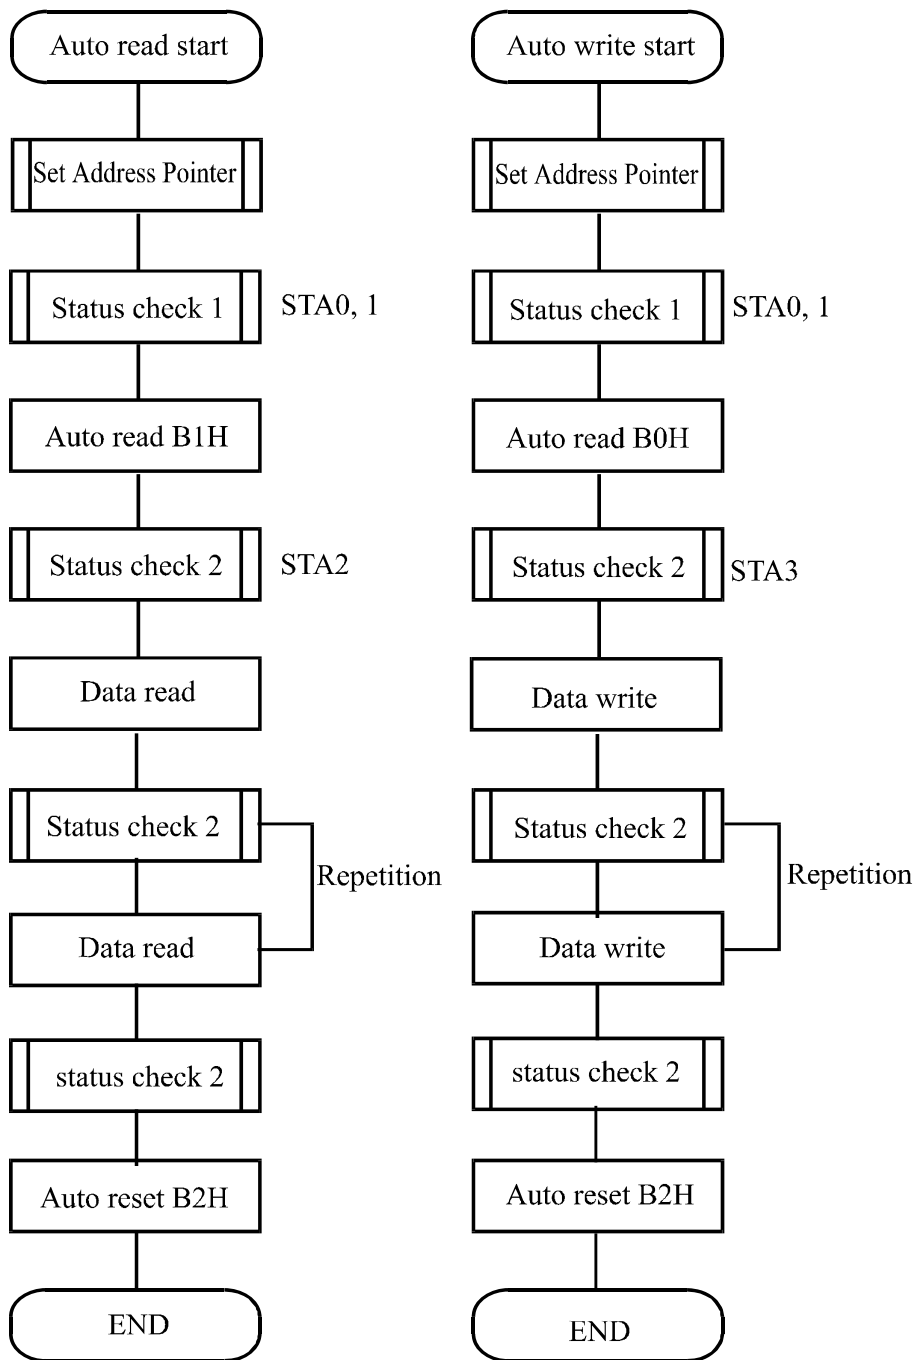 Auto read start
Set Address Pointer
Status check 1
STA0, 1
Auto read B1H
Status check 2
STA2
Data read
Status check 2
Repetition
Data read
status check 2
Auto reset B2H
END
Auto write start
Set Address Pointer
Status check 1
STA0, 1
Auto read B0H
Status check 2
STA3
Data write
Status check 2
Repetition
Data write
status check 2
Auto reset B2H
END